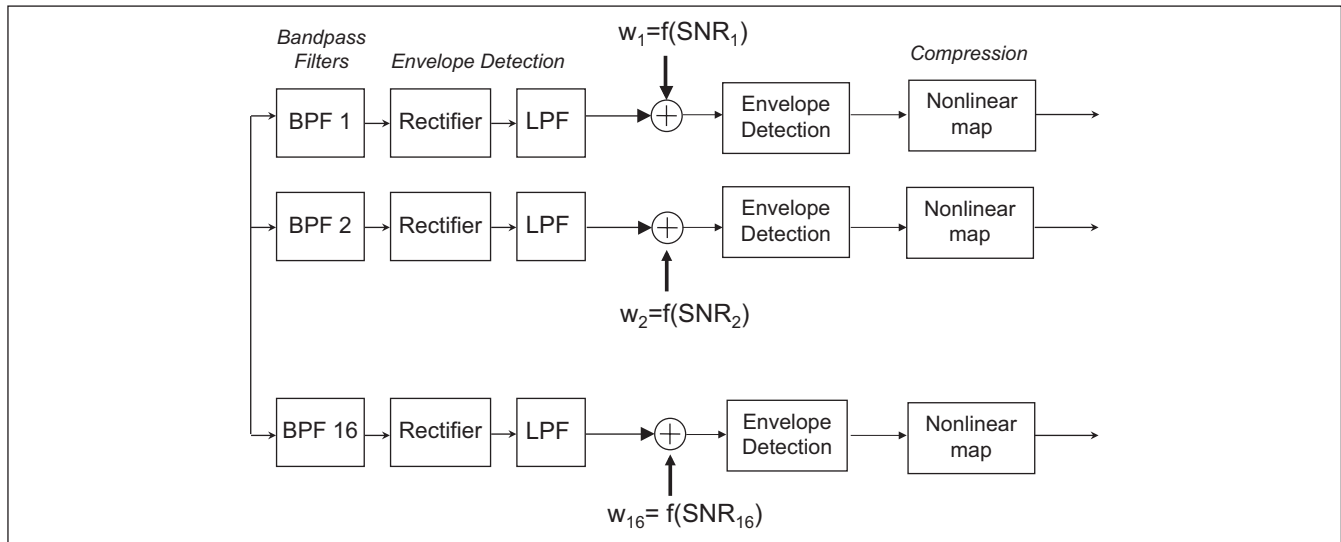 w₁=f(SNR₁)
Bandpass
Filters
Envelope Detection
Compression
BPF 1
Rectifier
LPF
+
Envelope
Detection
Nonlinear
map
BPF 2
Rectifier
LPF
+
Envelope
Detection
Nonlinear
map
w₂=f(SNR₂)
BPF 16
Rectifier
LPF
+
Envelope
Detection
Nonlinear
map
w₁₆= f(SNR₁₆)